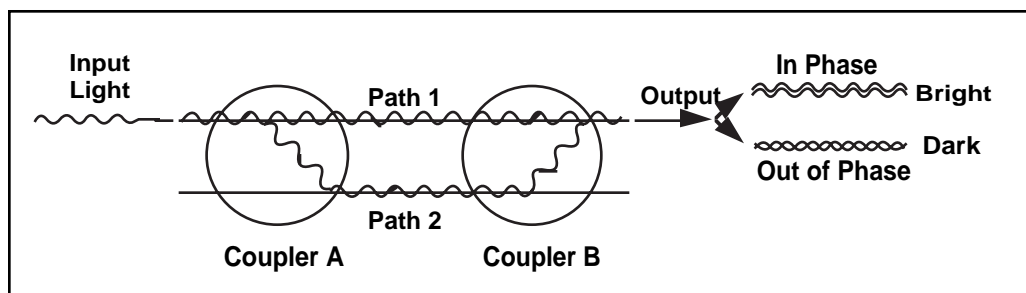 Input
Light
Path 1
Path 2
Coupler A
Coupler B
Output
In Phase
Bright
Dark
Out of Phase